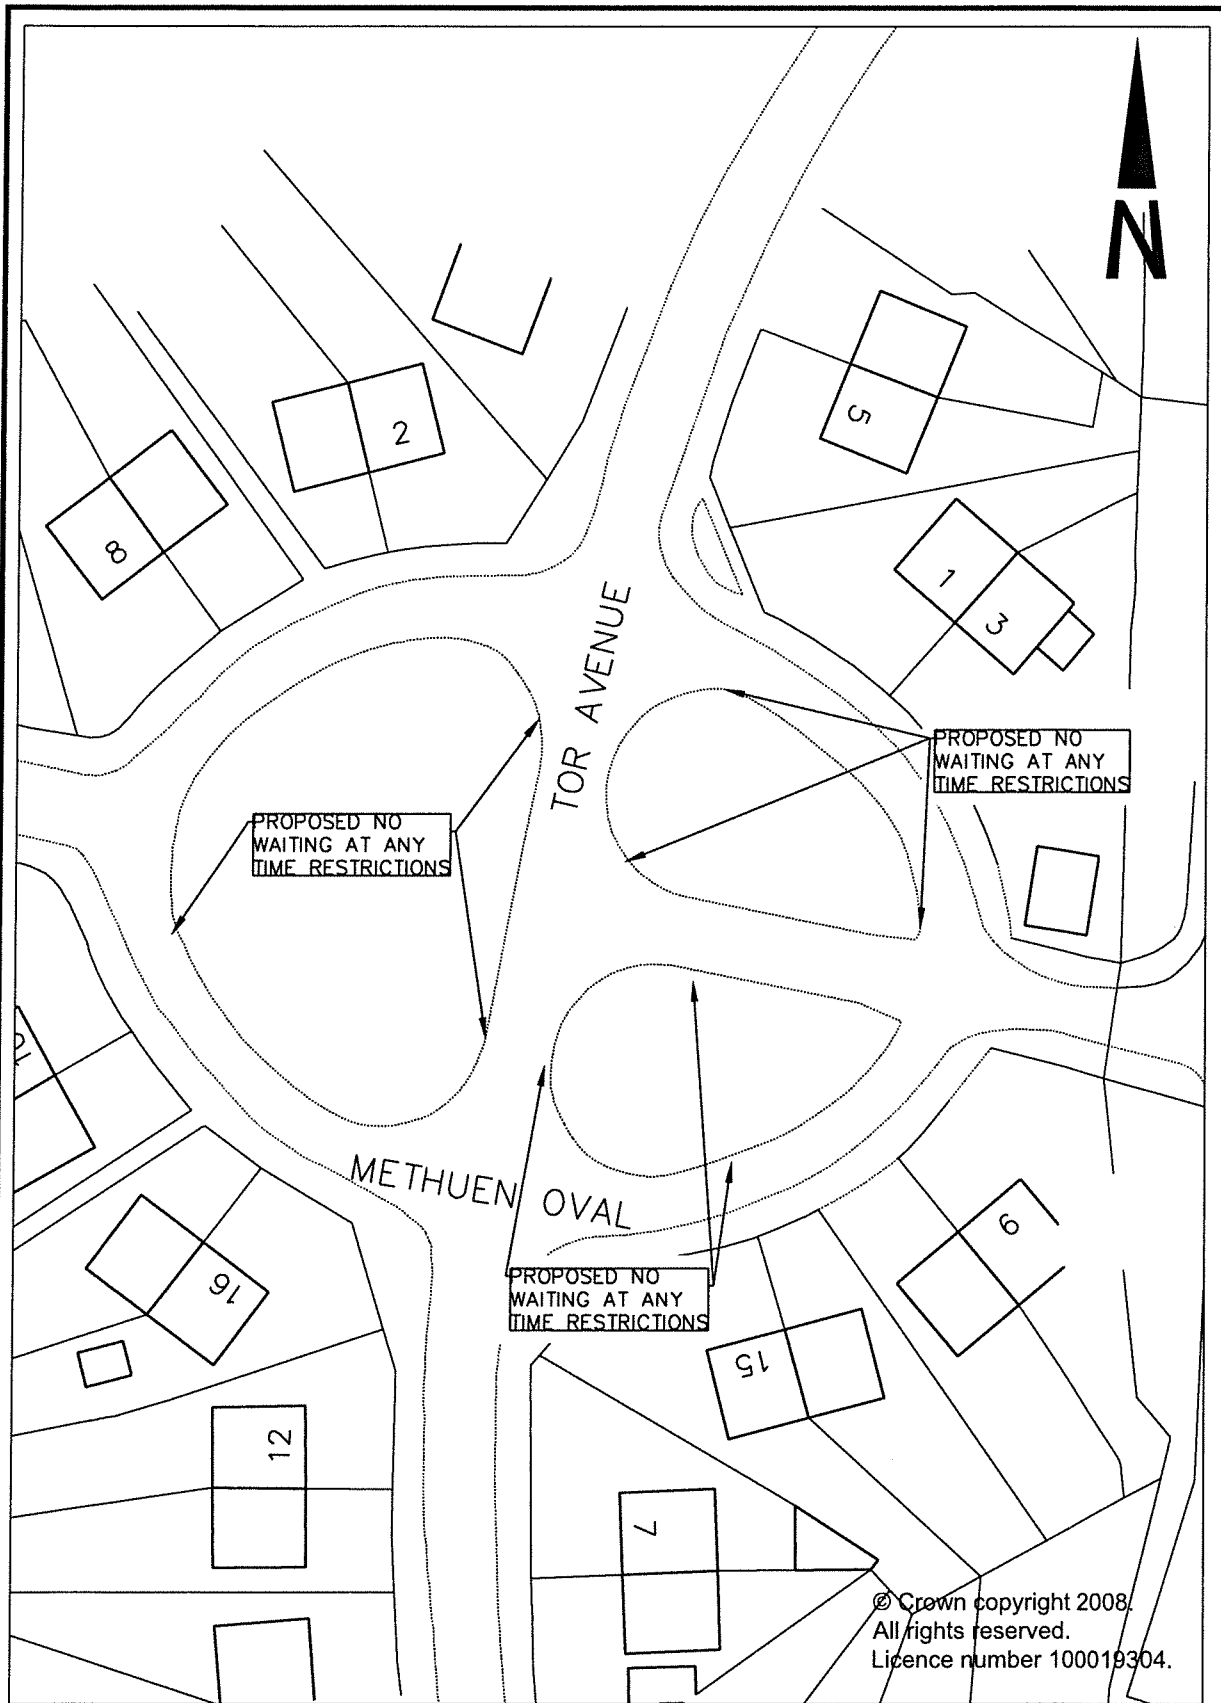 N
2
5
8
1
3
TOR AVENUE
PROPOSED NO
WAITING AT ANY
TIME RESTRICTIONS
PROPOSED NO
WAITING AT ANY
TIME RESTRICTIONS
METHUEN OVAL
9
16
PROPOSED NO
WAITING AT ANY
TIME RESTRICTIONS
15
12
7
© Crown copyright 2008.
All rights reserved.
Licence number 100019304.